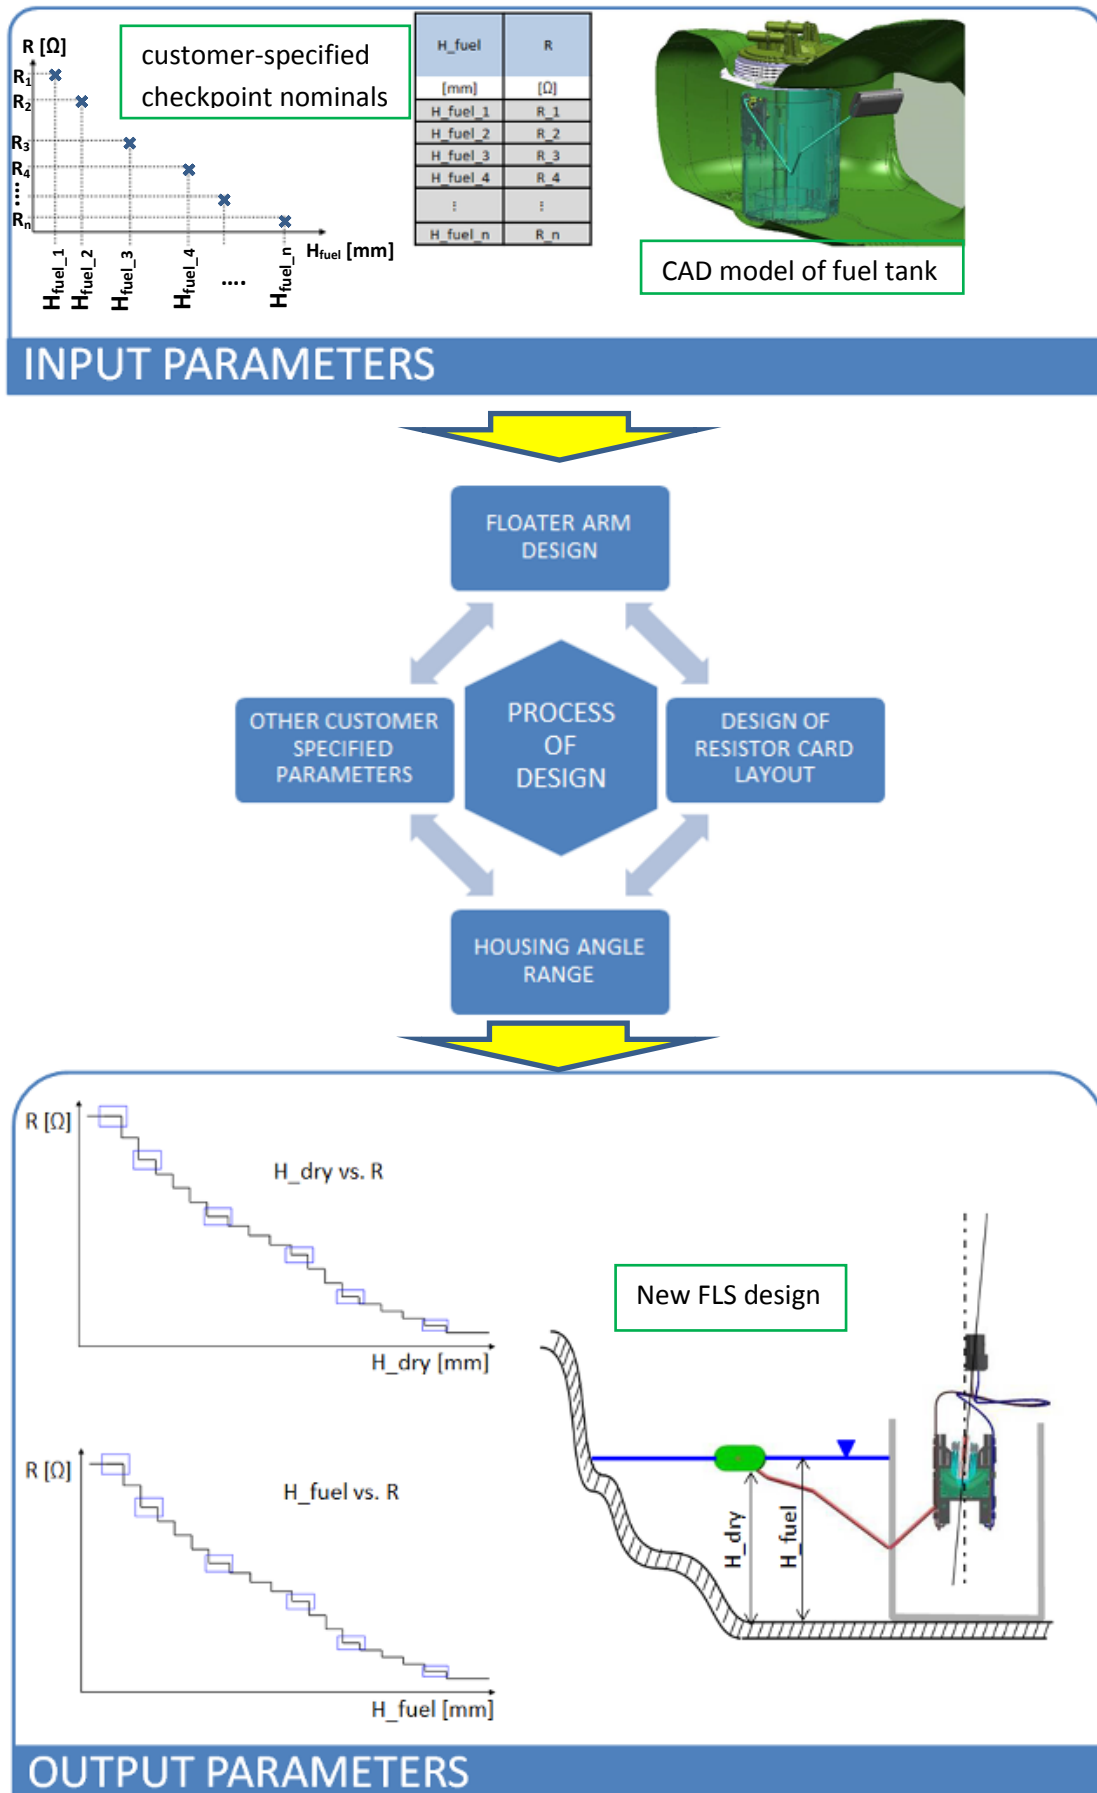 R [Ω]
R1
R2
R3
R4
....
Rn
Hfuel_1
Hfuel_2
Hfuel_3
Hfuel_4
....
Hfuel_n
Hfuel [mm]
customer-specified
checkpoint nominals
H_fuel R
[mm] [Ω]
H_fuel_1 R_1
H_fuel_2 R_2
H_fuel_3 R_3
H_fuel_4 R_4
⋮ ⋮
H_fuel_n R_n
CAD model of fuel tank
INPUT PARAMETERS
FLOATER ARM
DESIGN
OTHER CUSTOMER
SPECIFIED
PARAMETERS
PROCESS
OF
DESIGN
DESIGN OF
RESISTOR CARD
LAYOUT
HOUSING ANGLE
RANGE
R [Ω]
H_dry vs. R
H_dry [mm]
R [Ω]
H_fuel vs. R
H_fuel [mm]
New FLS design
H_dry
H_fuel
OUTPUT PARAMETERS